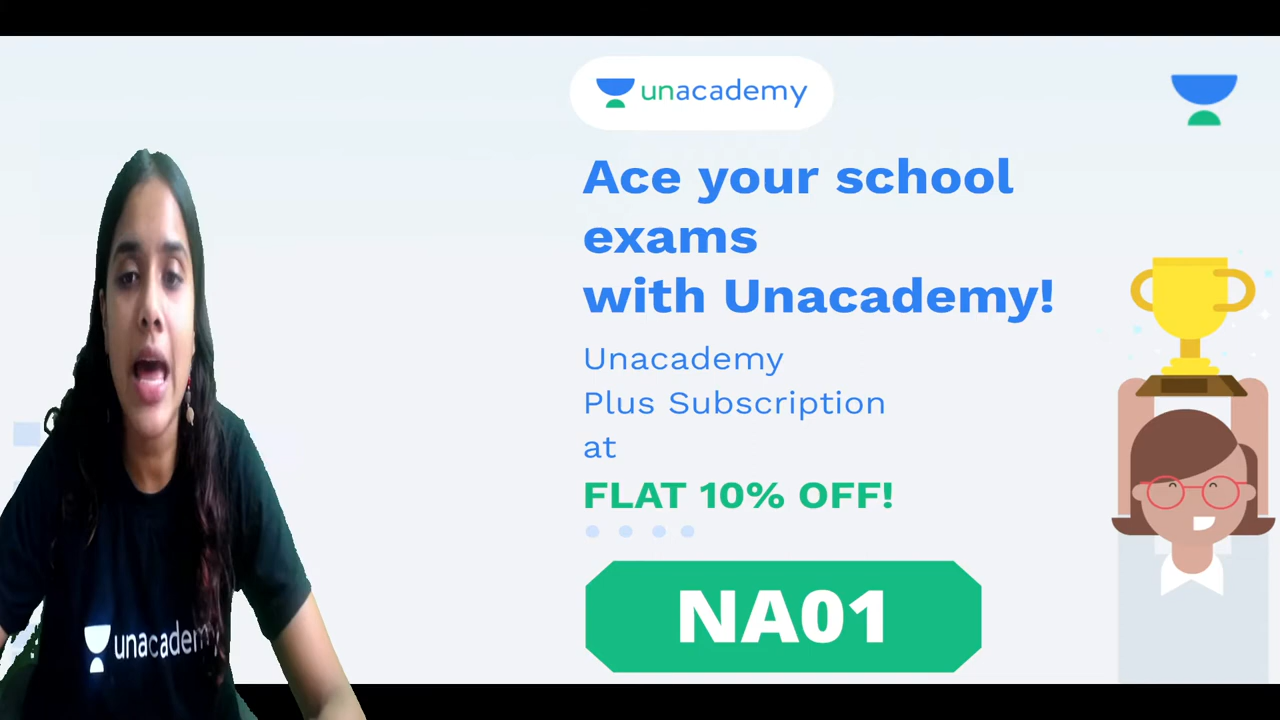 unacademy
Ace your school
exams
with Unacademy!
Unacademy
Plus Subscription
at
FLAT 10% OFF!
NA01
unacademy